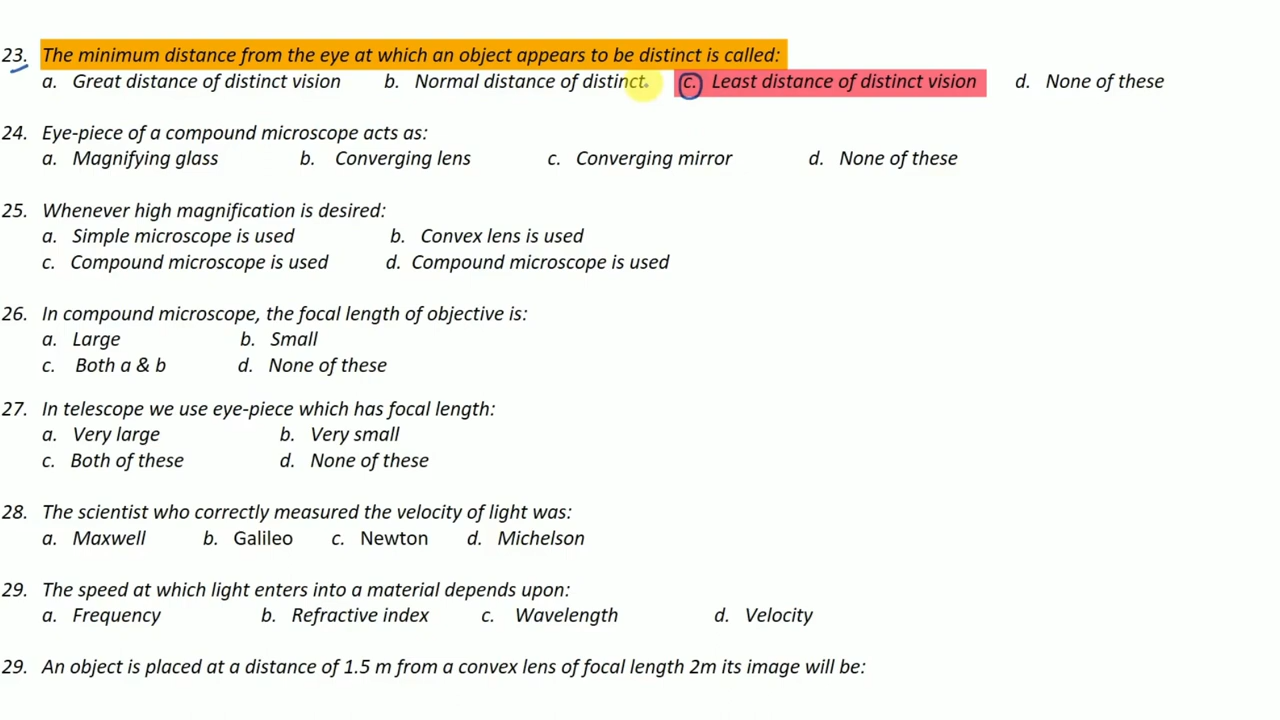 23. The minimum distance from the eye at which an object appears to be distinct is called:
a. Great distance of distinct vision b. Normal distance of distinct. c. Least distance of distinct vision d. None of these
24. Eye-piece of a compound microscope acts as:
a. Magnifying glass b. Converging lens c. Converging mirror d. None of these
25. Whenever high magnification is desired:
a. Simple microscope is used b. Convex lens is used
c. Compound microscope is used d. Compound microscope is used
26. In compound microscope, the focal length of objective is:
a. Large b. Small
c. Both a & b d. None of these
27. In telescope we use eye-piece which has focal length:
a. Very large b. Very small
c. Both of these d. None of these
28. The scientist who correctly measured the velocity of light was:
a. Maxwell b. Galileo c. Newton d. Michelson
29. The speed at which light enters into a material depends upon:
a. Frequency b. Refractive index c. Wavelength d. Velocity
29. An object is placed at a distance of 1.5 m from a convex lens of focal length 2m its image will be: